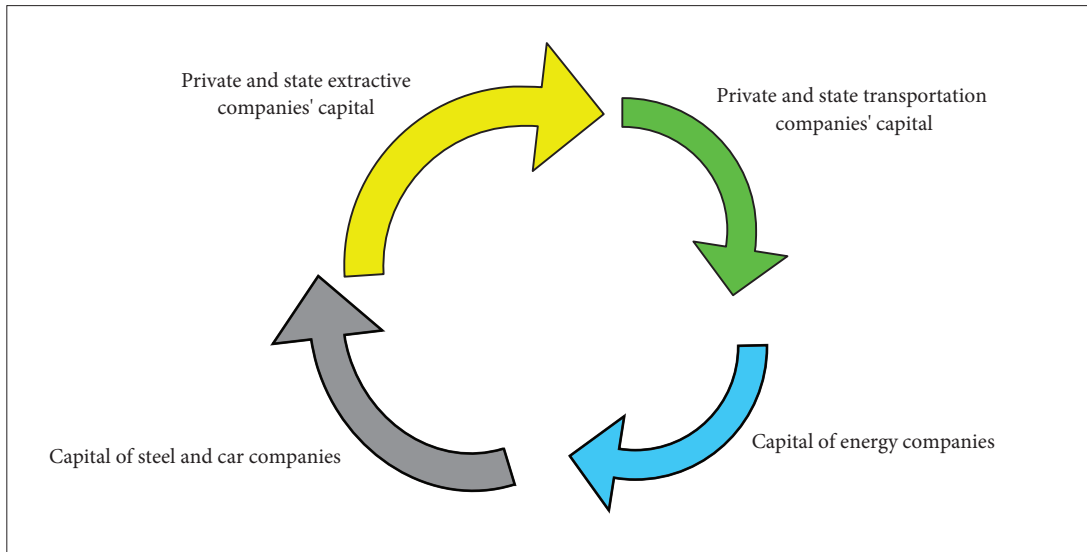 Private and state extractive
companies' capital
Private and state transportation
companies' capital
Capital of energy companies
Capital of steel and car companies